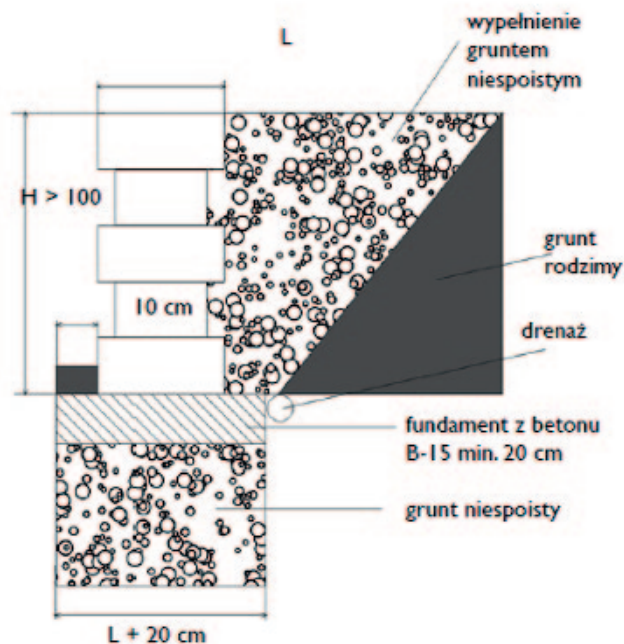 L
wypełnienie
gruntem
niespoistym
H > 100
grunt
rodzimy
10 cm
drenaż
fundament z betonu
B-15 min. 20 cm
grunt niespoisty
L + 20 cm